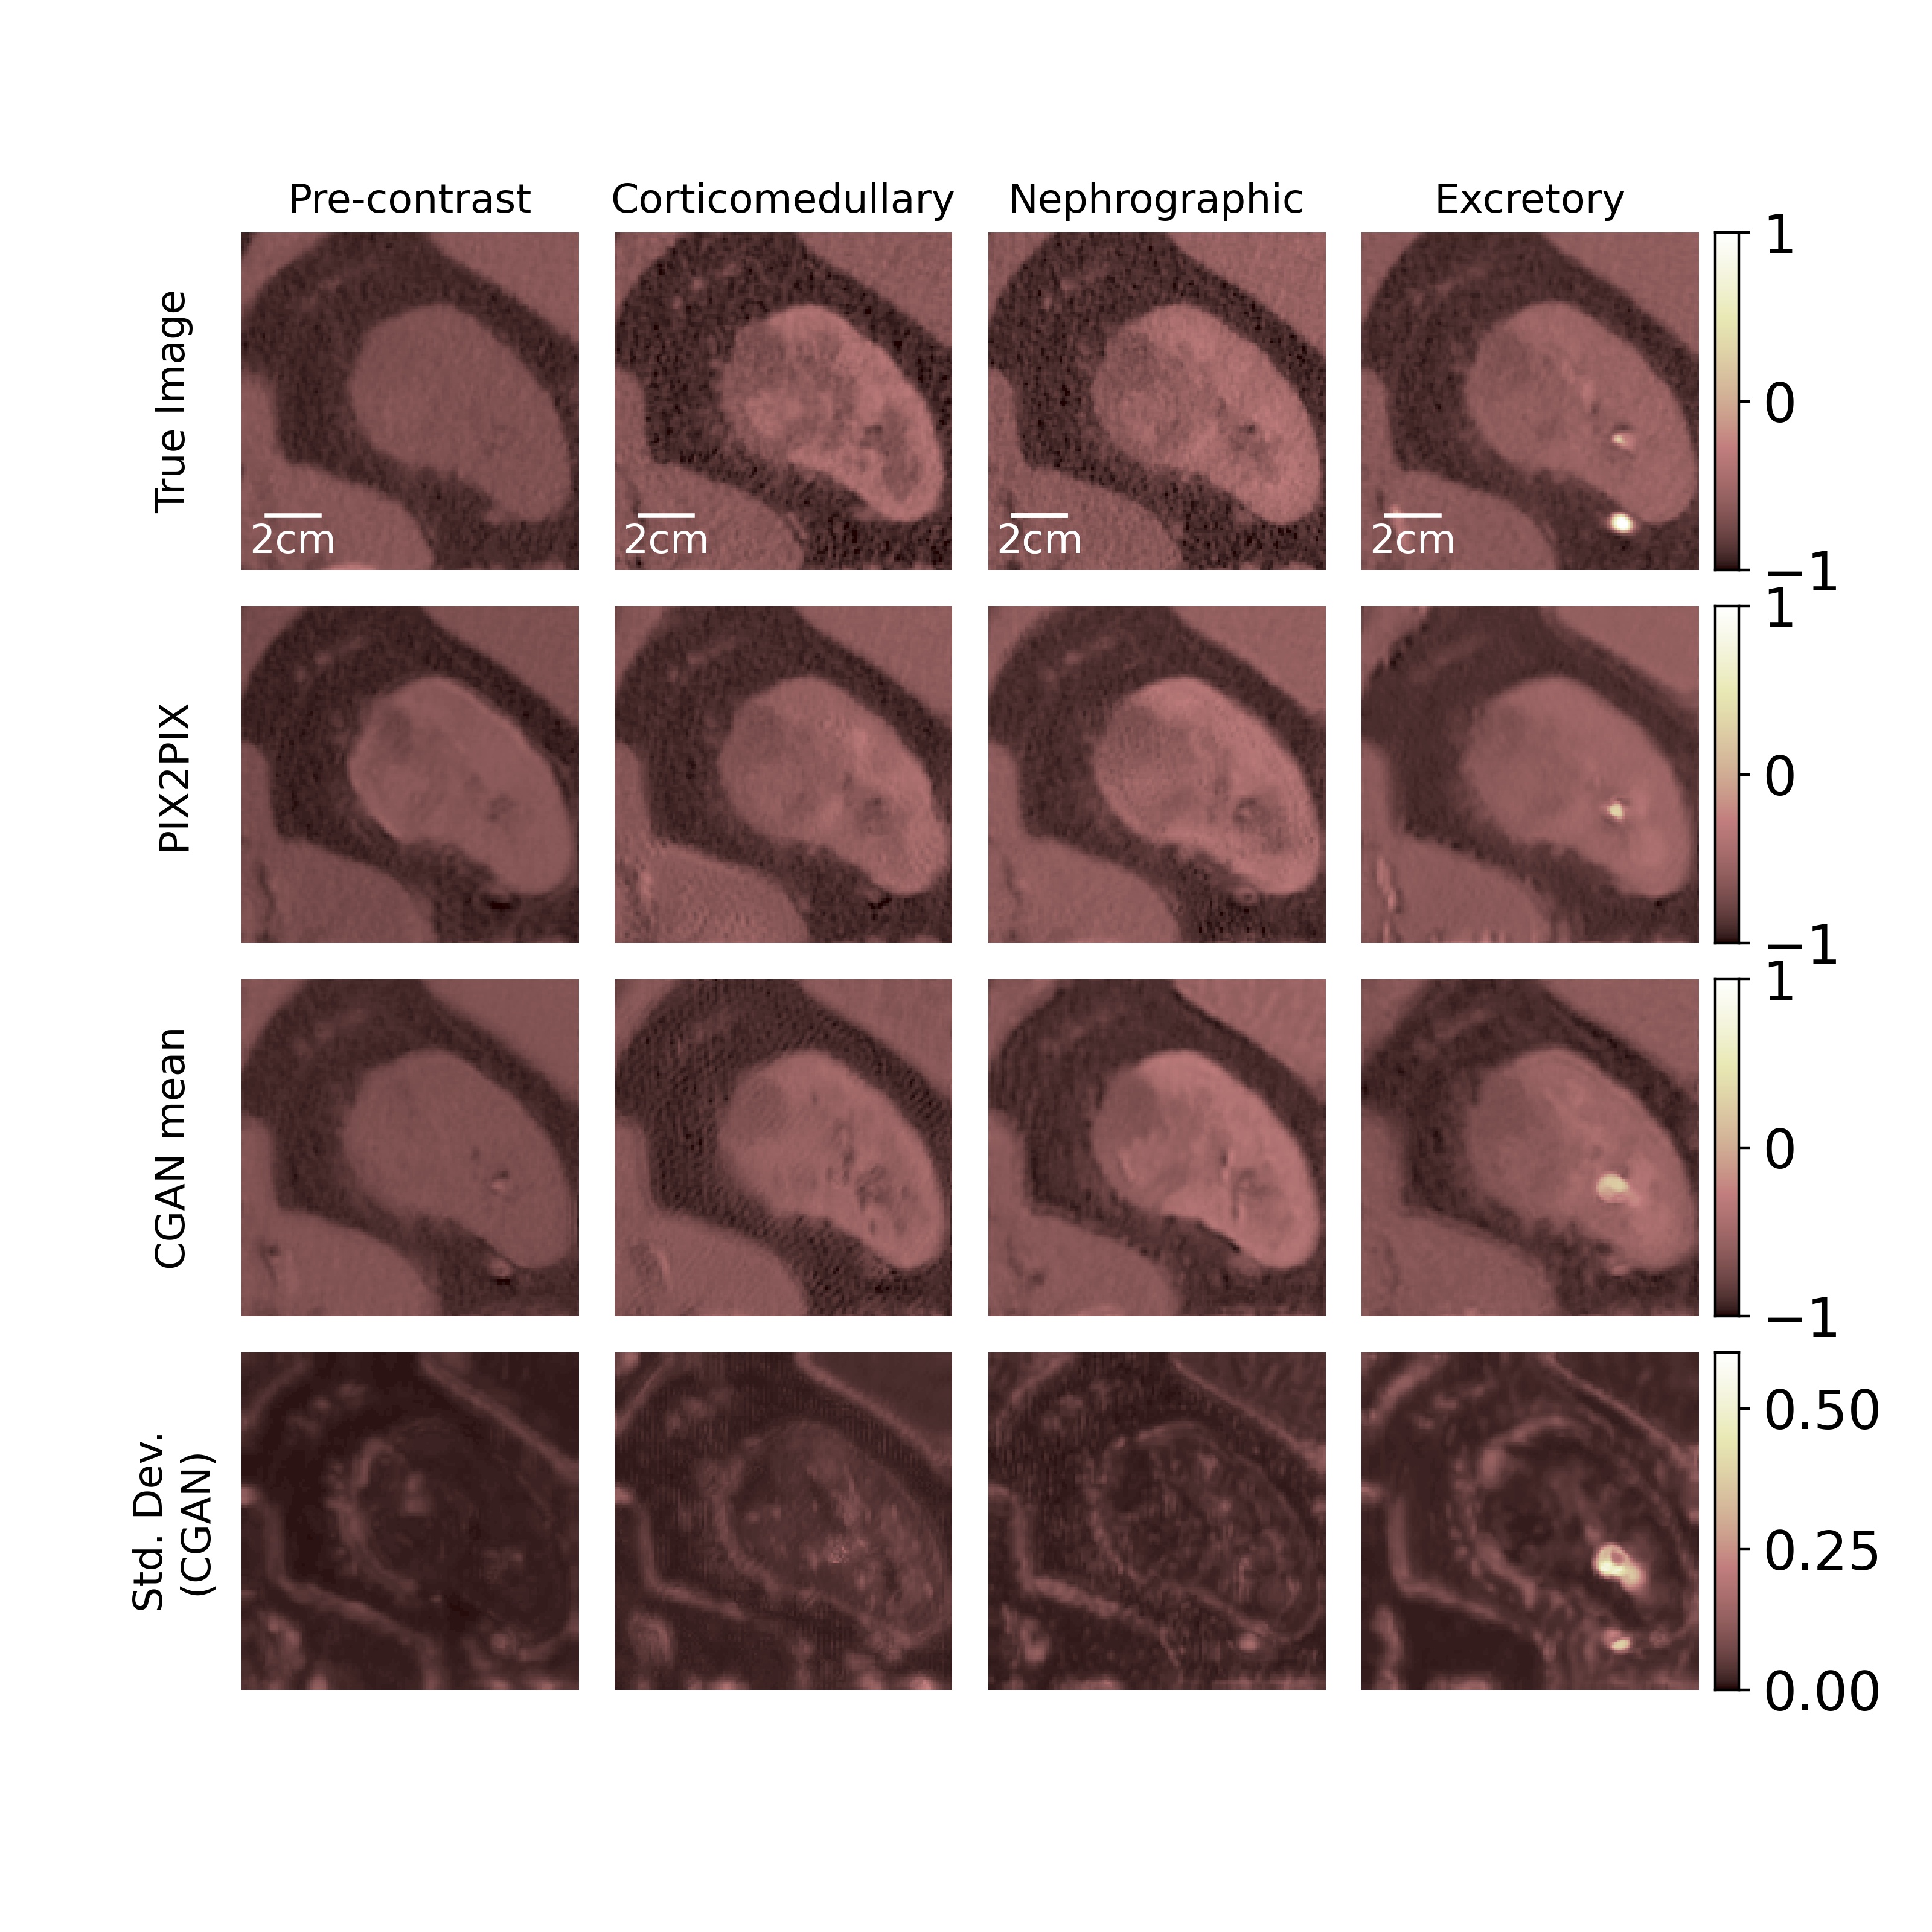 Pre-contrast Corticomedullary Nephrographic Excretory
True Image
2cm 2cm 2cm 2cm
1
0
−1
PIX2PIX
1
0
−1
CGAN mean
1
0
−1
Std. Dev.
(CGAN)
0.50
0.25
0.00